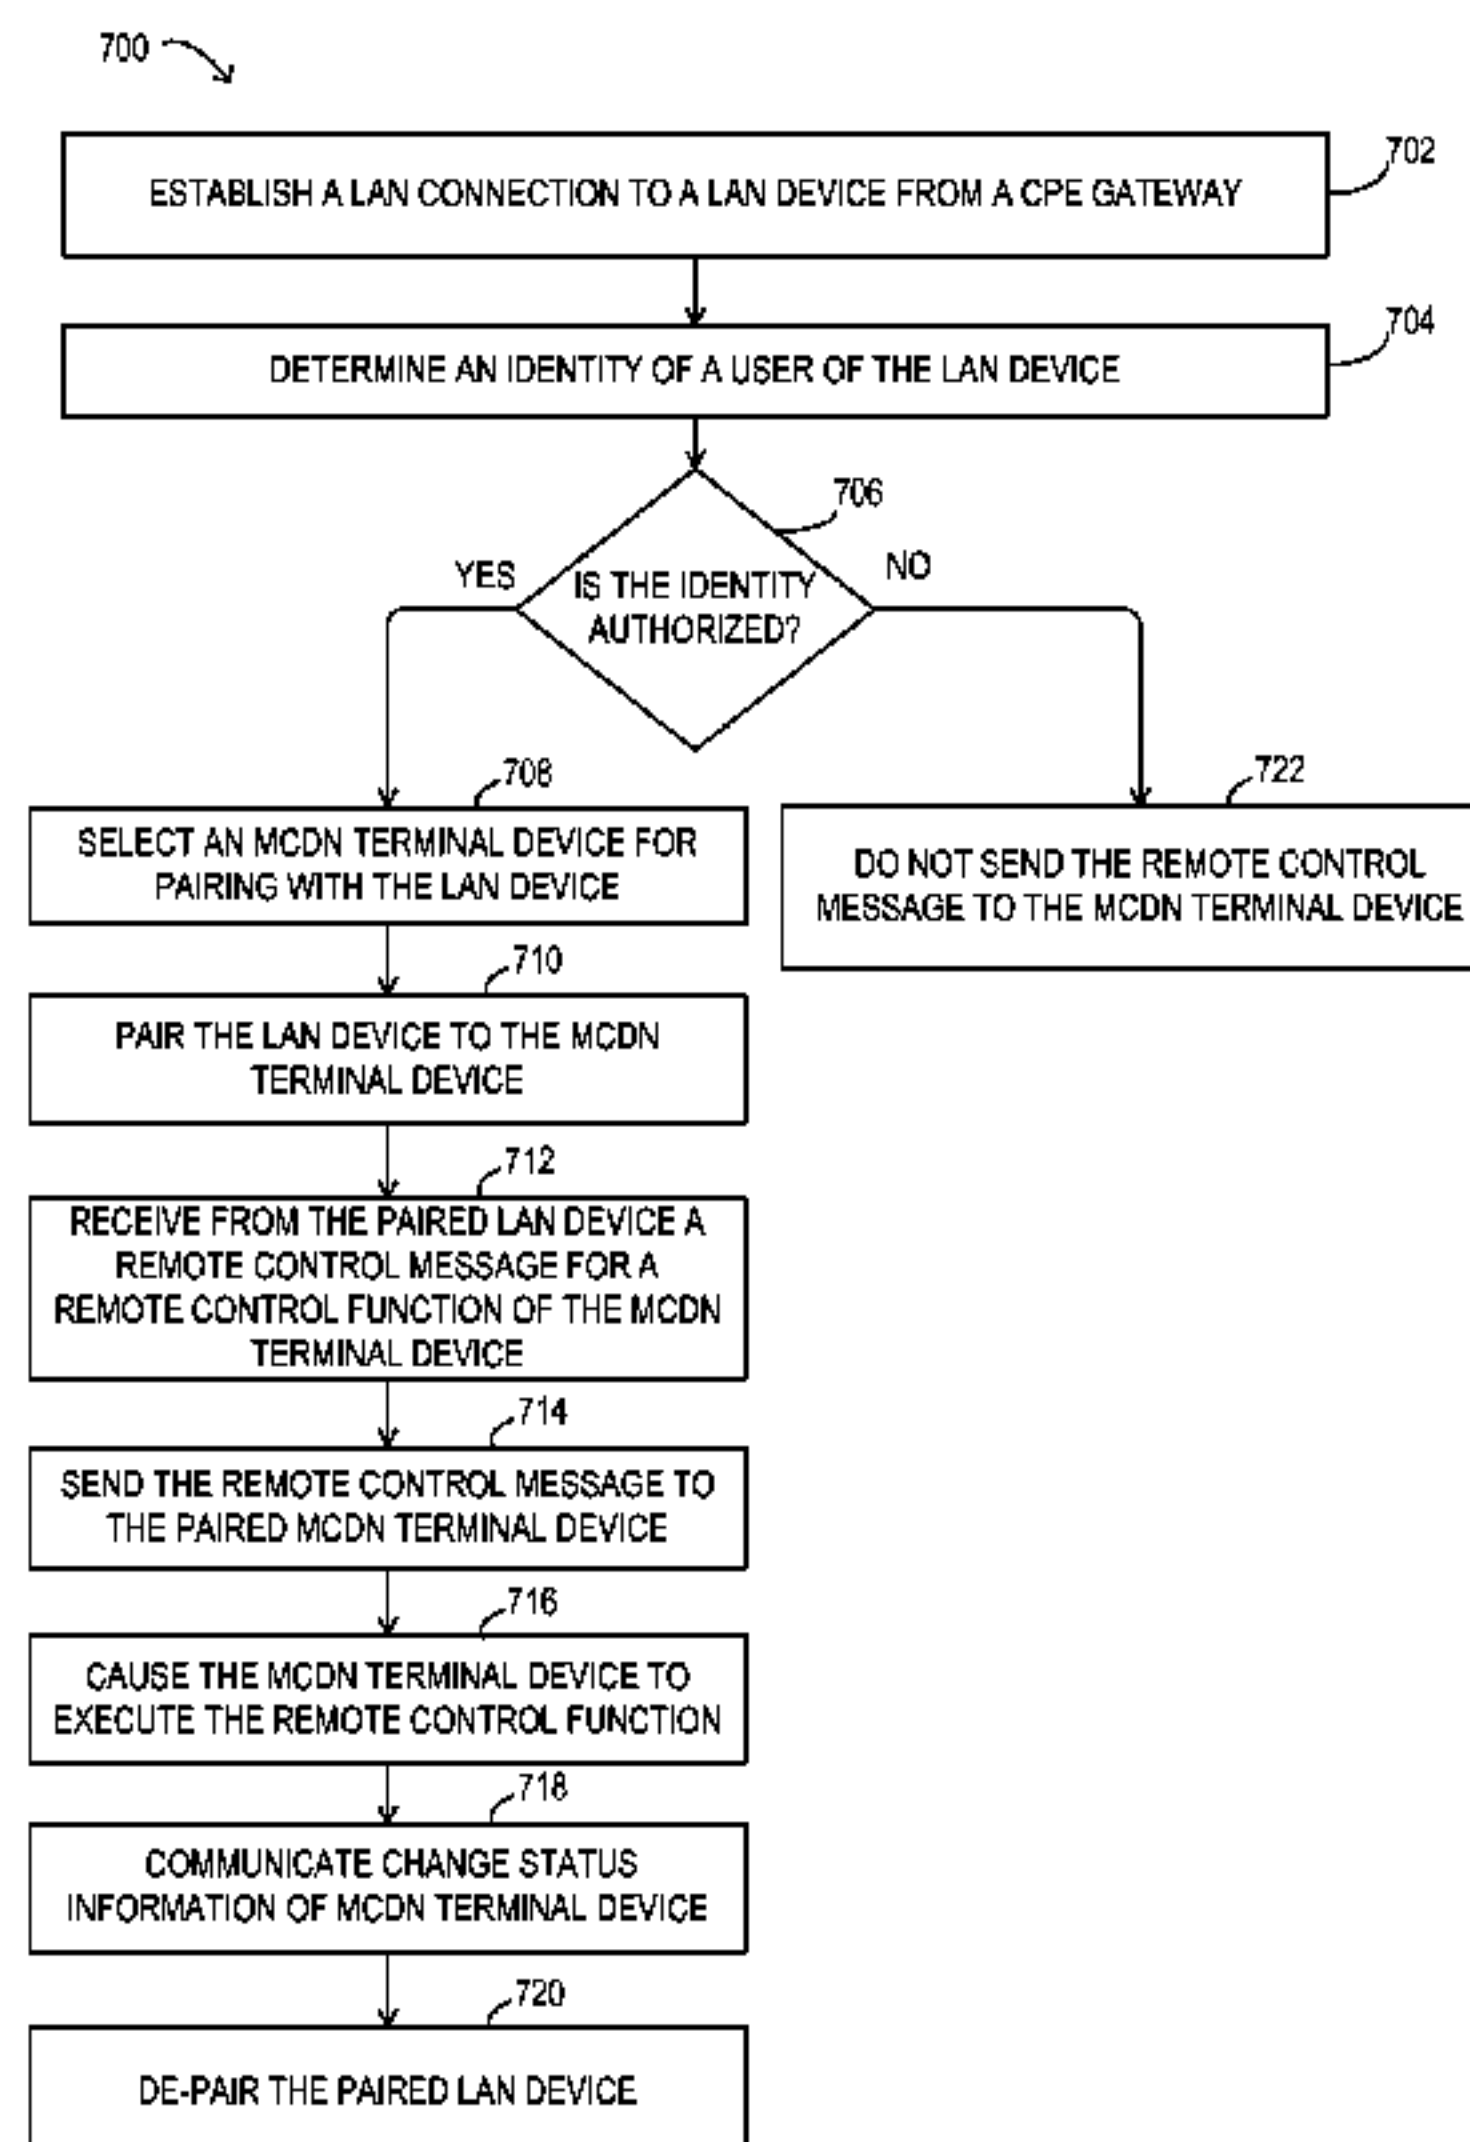 700
ESTABLISH A LAN CONNECTION TO A LAN DEVICE FROM A CPE GATEWAY
702
DETERMINE AN IDENTITY OF A USER OF THE LAN DEVICE
704
706
YES
IS THE IDENTITY
AUTHORIZED?
NO
708
SELECT AN MCDN TERMINAL DEVICE FOR
PAIRING WITH THE LAN DEVICE
722
DO NOT SEND THE REMOTE CONTROL
MESSAGE TO THE MCDN TERMINAL DEVICE
710
PAIR THE LAN DEVICE TO THE MCDN
TERMINAL DEVICE
712
RECEIVE FROM THE PAIRED LAN DEVICE A
REMOTE CONTROL MESSAGE FOR A
REMOTE CONTROL FUNCTION OF THE MCDN
TERMINAL DEVICE
714
SEND THE REMOTE CONTROL MESSAGE TO
THE PAIRED MCDN TERMINAL DEVICE
716
CAUSE THE MCDN TERMINAL DEVICE TO
EXECUTE THE REMOTE CONTROL FUNCTION
718
COMMUNICATE CHANGE STATUS
INFORMATION OF MCDN TERMINAL DEVICE
720
DE-PAIR THE PAIRED LAN DEVICE